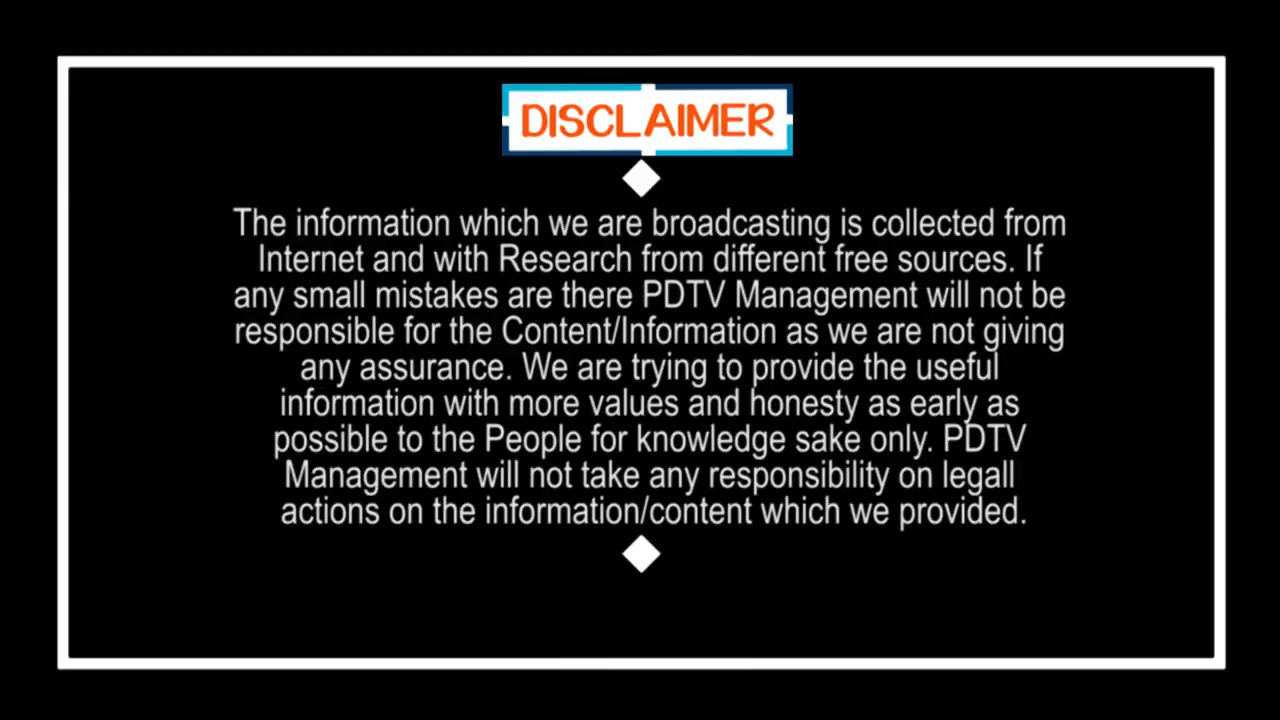 DISCLAIMER
The information which we are broadcasting is collected from
Internet and with Research from different free sources. If
any small mistakes are there PDTV Management will not be
responsible for the Content/Information as we are not giving
any assurance. We are trying to provide the useful
information with more values and honesty as early as
possible to the People for knowledge sake only. PDTV
Management will not take any responsibility on legall
actions on the information/content which we provided.